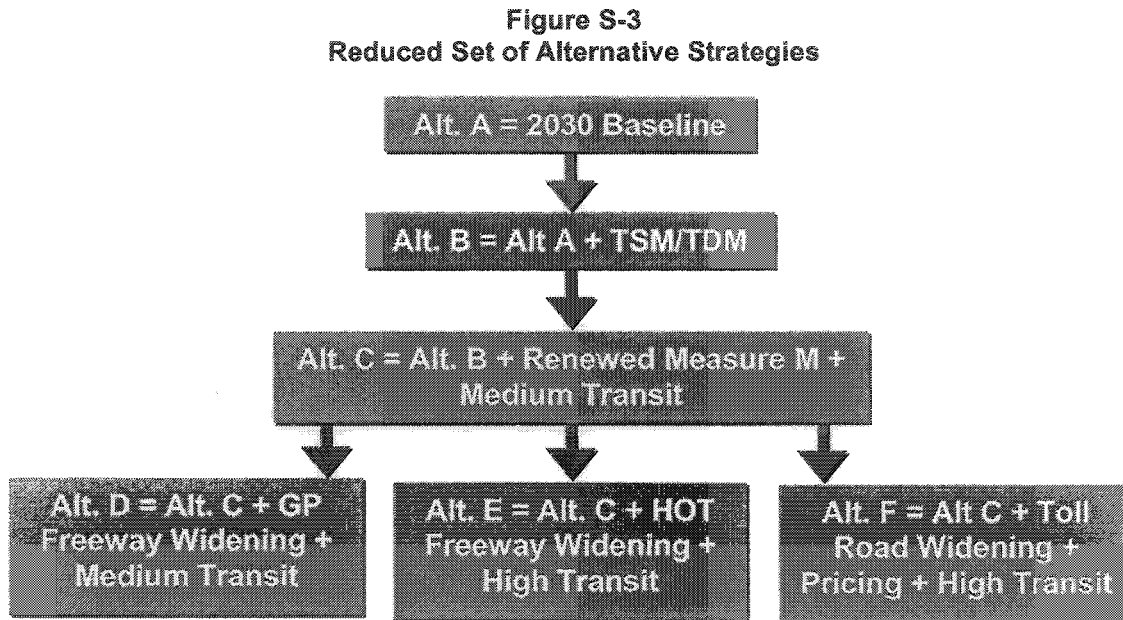 Figure S-3
Reduced Set of Alternative Strategies
Alt. A = 2030 Baseline
Alt. B = Alt A + TSM/TDM
Alt. C = Alt. B + Renewed Measure M +
Medium Transit
Alt. D = Alt. C + GP
Freeway Widening +
Medium Transit
Alt. E = Alt. C + HOT
Freeway Widening +
High Transit
Alt. F = Alt C + Toll
Road Widening +
Pricing + High Transit